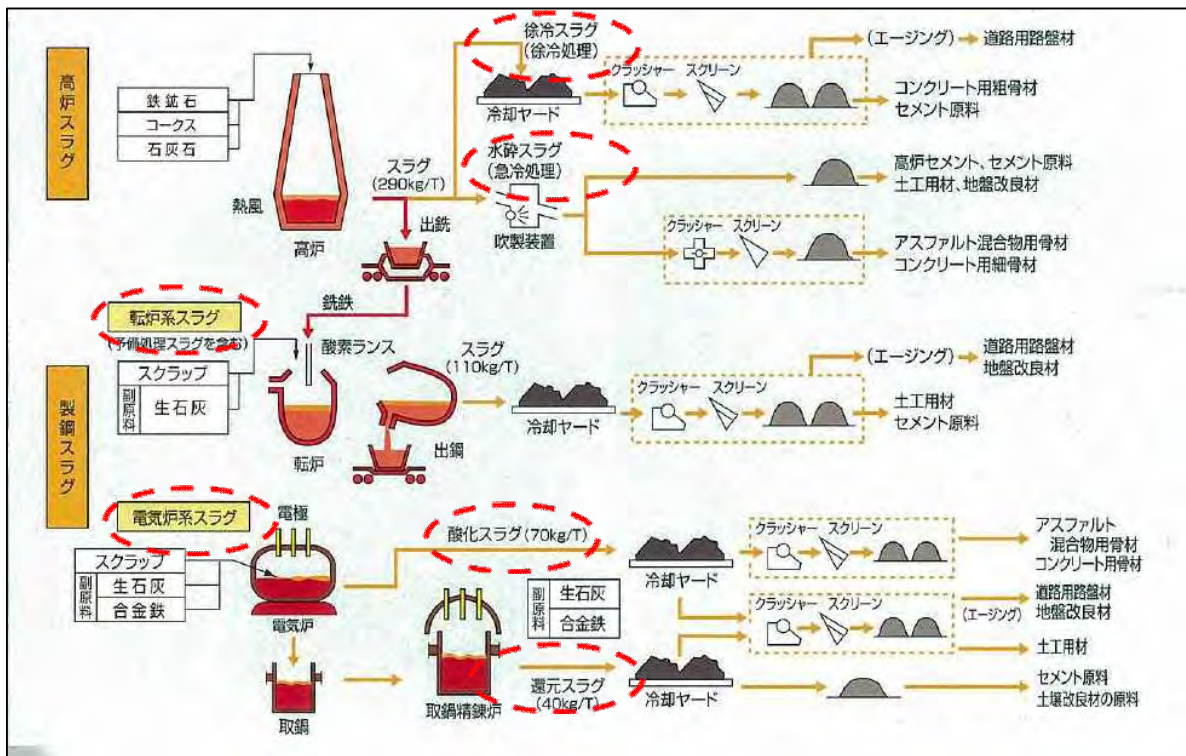 高炉スラグ
鉄鉱石
コークス
石灰石
熱風
高炉
スラグ
(290kg/T)
出銑
徐冷スラグ
(徐冷処理)
冷却ヤード
クラッシャー スクリーン
(エージング)
道路用路盤材
コンクリート用粗骨材
セメント原料
水砕スラグ
(急冷処理)
吹製装置
高炉セメント、セメント原料
土工用材、地盤改良材
クラッシャー スクリーン
アスファルト混合物用骨材
コンクリート用細骨材
製鋼スラグ
銑鉄
転炉系スラグ
(予備処理スラグを含む)
スクラップ
副原料
生石灰
酸素ランス
転炉
スラグ
(110kg/T)
出鋼
冷却ヤード
クラッシャー スクリーン
(エージング)
道路用路盤材
地盤改良材
土工用材
セメント原料
電気炉系スラグ
スクラップ
副原料
生石灰
合金鉄
電極
電気炉
取鍋
酸化スラグ(70kg/T)
副原料
生石灰
合金鉄
取鍋精錬炉
還元スラグ
(40kg/T)
冷却ヤード
クラッシャー スクリーン
アスファルト
混合物用骨材
コンクリート用骨材
クラッシャー スクリーン
(エージング)
道路用路盤材
地盤改良材
土工用材
冷却ヤード
セメント原料
土壌改良材の原料